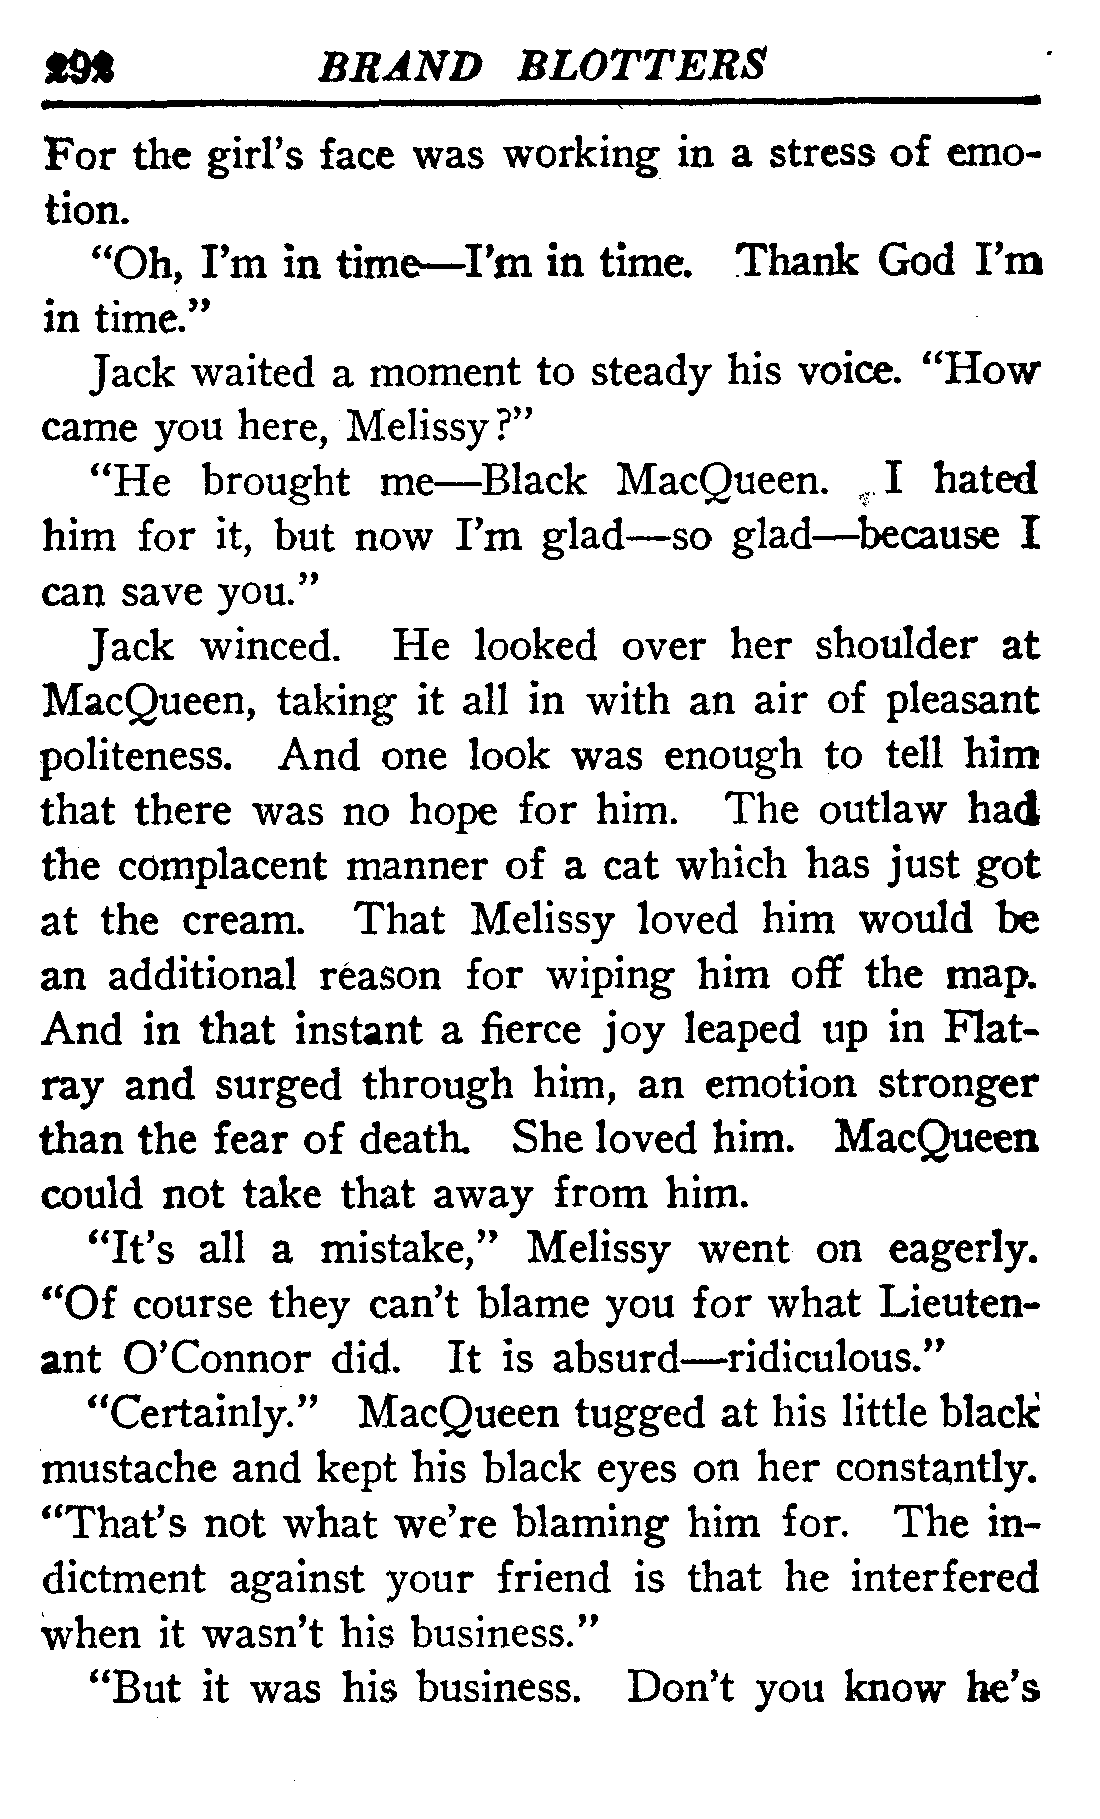 292 BRAND BLOTTERS
For the girl's face was working in a stress of emo-
tion.
"Oh, I'm in time—I'm in time. Thank God I'm
in time."
Jack waited a moment to steady his voice. "How
came you here, Melissy?"
"He brought me—Black MacQueen. I hated
him for it, but now I'm glad—so glad—because I
can save you."
Jack winced. He looked over her shoulder at
MacQueen, taking it all in with an air of pleasant
politeness. And one look was enough to tell him
that there was no hope for him. The outlaw had
the complacent manner of a cat which has just got
at the cream. That Melissy loved him would be
an additional reason for wiping him off the map.
And in that instant a fierce joy leaped up in Flat-
ray and surged through him, an emotion stronger
than the fear of death. She loved him. MacQueen
could not take that away from him.
"It's all a mistake," Melissy went on eagerly.
"Of course they can't blame you for what Lieuten-
ant O'Connor did. It is absurd—ridiculous."
"Certainly." MacQueen tugged at his little black
mustache and kept his black eyes on her constantly.
"That's not what we're blaming him for. The in-
dictment against your friend is that he interfered
when it wasn't his business."
"But it was his business. Don't you know he's